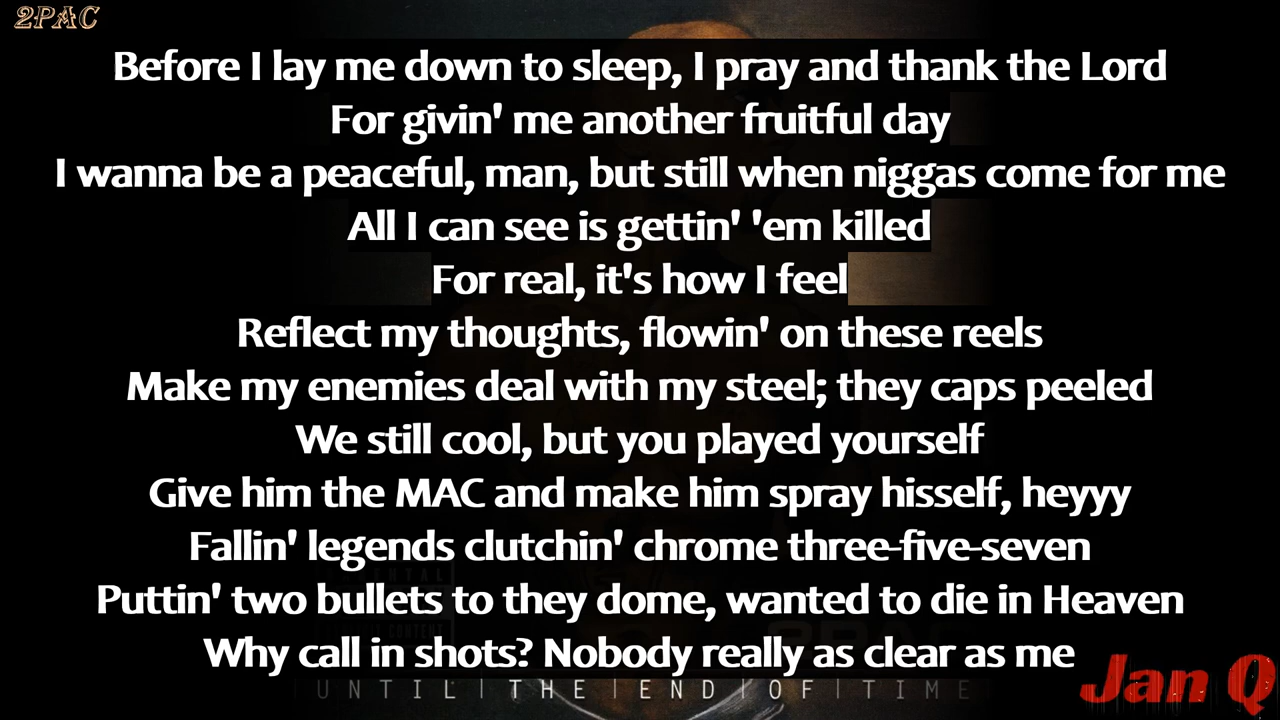 2PAC
Before I lay me down to sleep, I pray and thank the Lord
For givin' me another fruitful day
I wanna be a peaceful, man, but still when niggas come for me
All I can see is gettin' 'em killed
For real, it's how I feel
Reflect my thoughts, flowin' on these reels
Make my enemies deal with my steel; they caps peeled
We still cool, but you played yourself
Give him the MAC and make him spray hisself, heyyy
Fallin' legends clutchin' chrome three-five-seven
Puttin' two bullets to they dome, wanted to die in Heaven
Why call in shots? Nobody really as clear as me
UNTIL THE END OF TIME
Jan Q